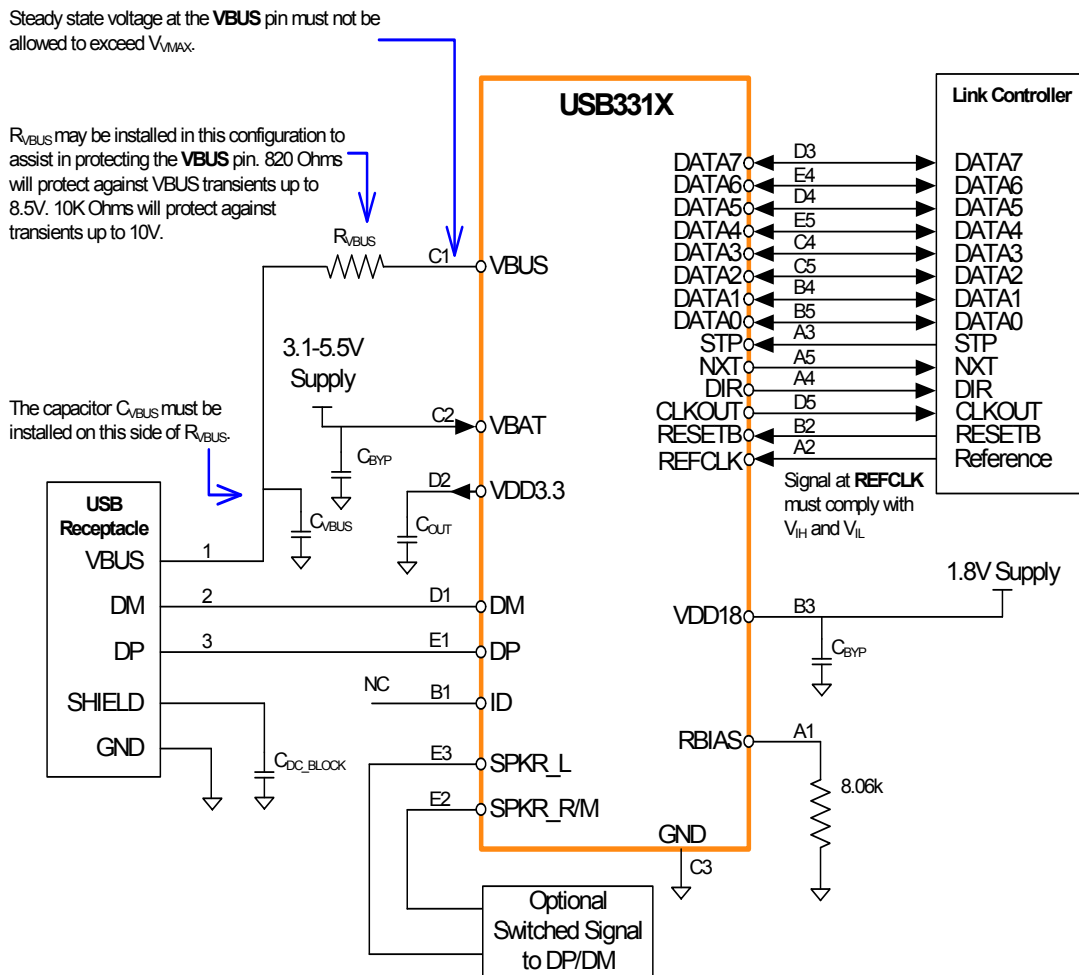 Steady state voltage at the VBUS pin must not be
allowed to exceed VVMAX.
RVBUS may be installed in this configuration to
assist in protecting the VBUS pin. 820 Ohms
will protect against VBUS transients up to
8.5V. 10K Ohms will protect against
transients up to 10V.
The capacitor CVBUS must be
installed on this side of RVBUS.
USB
Receptacle
VBUS
1
DM
2
DP
3
SHIELD
GND
RVBUS
C1
3.1-5.5V
Supply
C2
CBYP
D2
CVBUS
COUT
D1
E1
NC
B1
CDC_BLOCK
E3
E2
USB331X
VBUS
VBAT
VDD3.3
DM
DP
ID
SPKR_L
SPKR_R/M
GND
C3
Optional
Switched Signal
to DP/DM
DATA7
DATA6
DATA5
DATA4
DATA3
DATA2
DATA1
DATA0
STP
NXT
DIR
CLKOUT
RESETB
REFCLK
VDD18
RBIAS
D3
E4
D4
E5
C4
C5
B4
B5
A3
A5
A4
D5
B2
A2
Link Controller
DATA7
DATA6
DATA5
DATA4
DATA3
DATA2
DATA1
DATA0
STP
NXT
DIR
CLKOUT
RESETB
Reference
Signal at REFCLK
must comply with
VIH and VIL
1.8V Supply
B3
CBYP
A1
8.06k